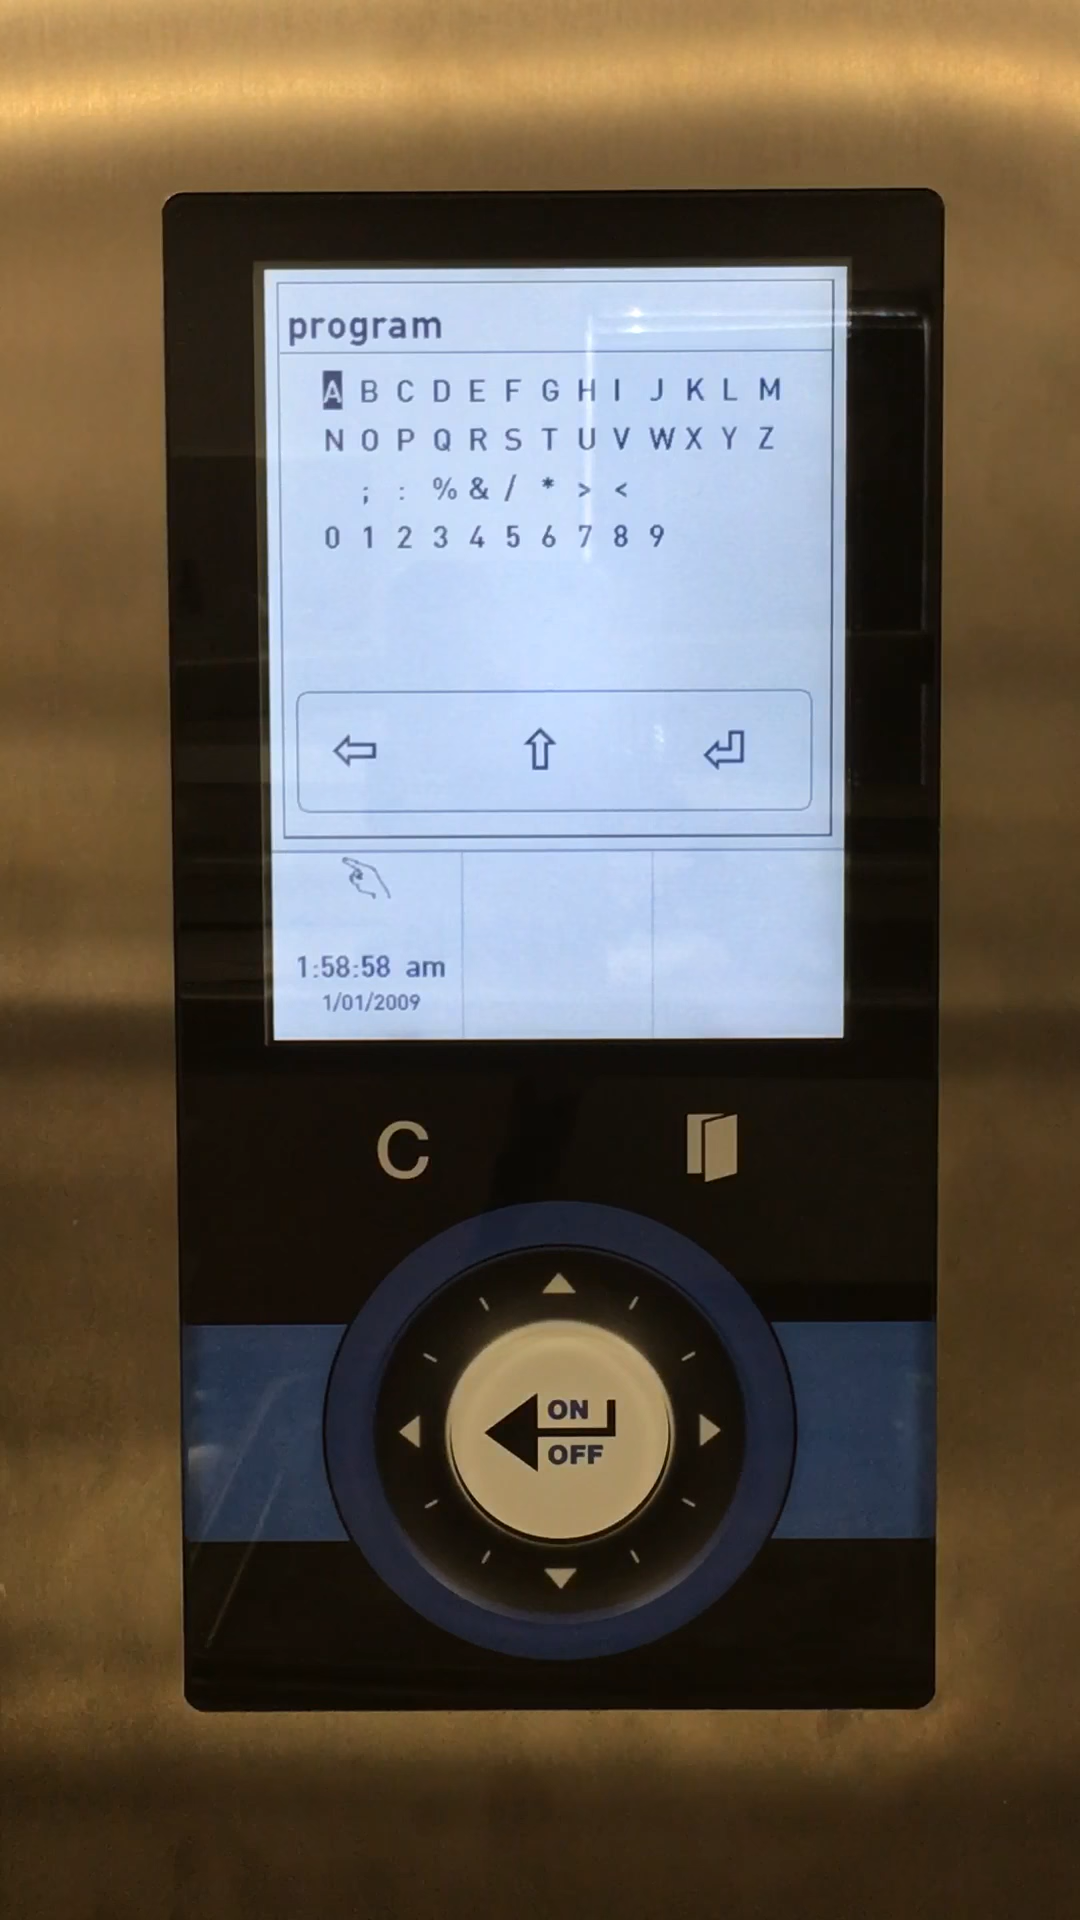 program
A B C D E F G H I J K L M
N O P Q R S T U V W X Y Z
; : % & / * > <
0 1 2 3 4 5 6 7 8 9
1:58:58 am
1/01/2009
C
ON
OFF